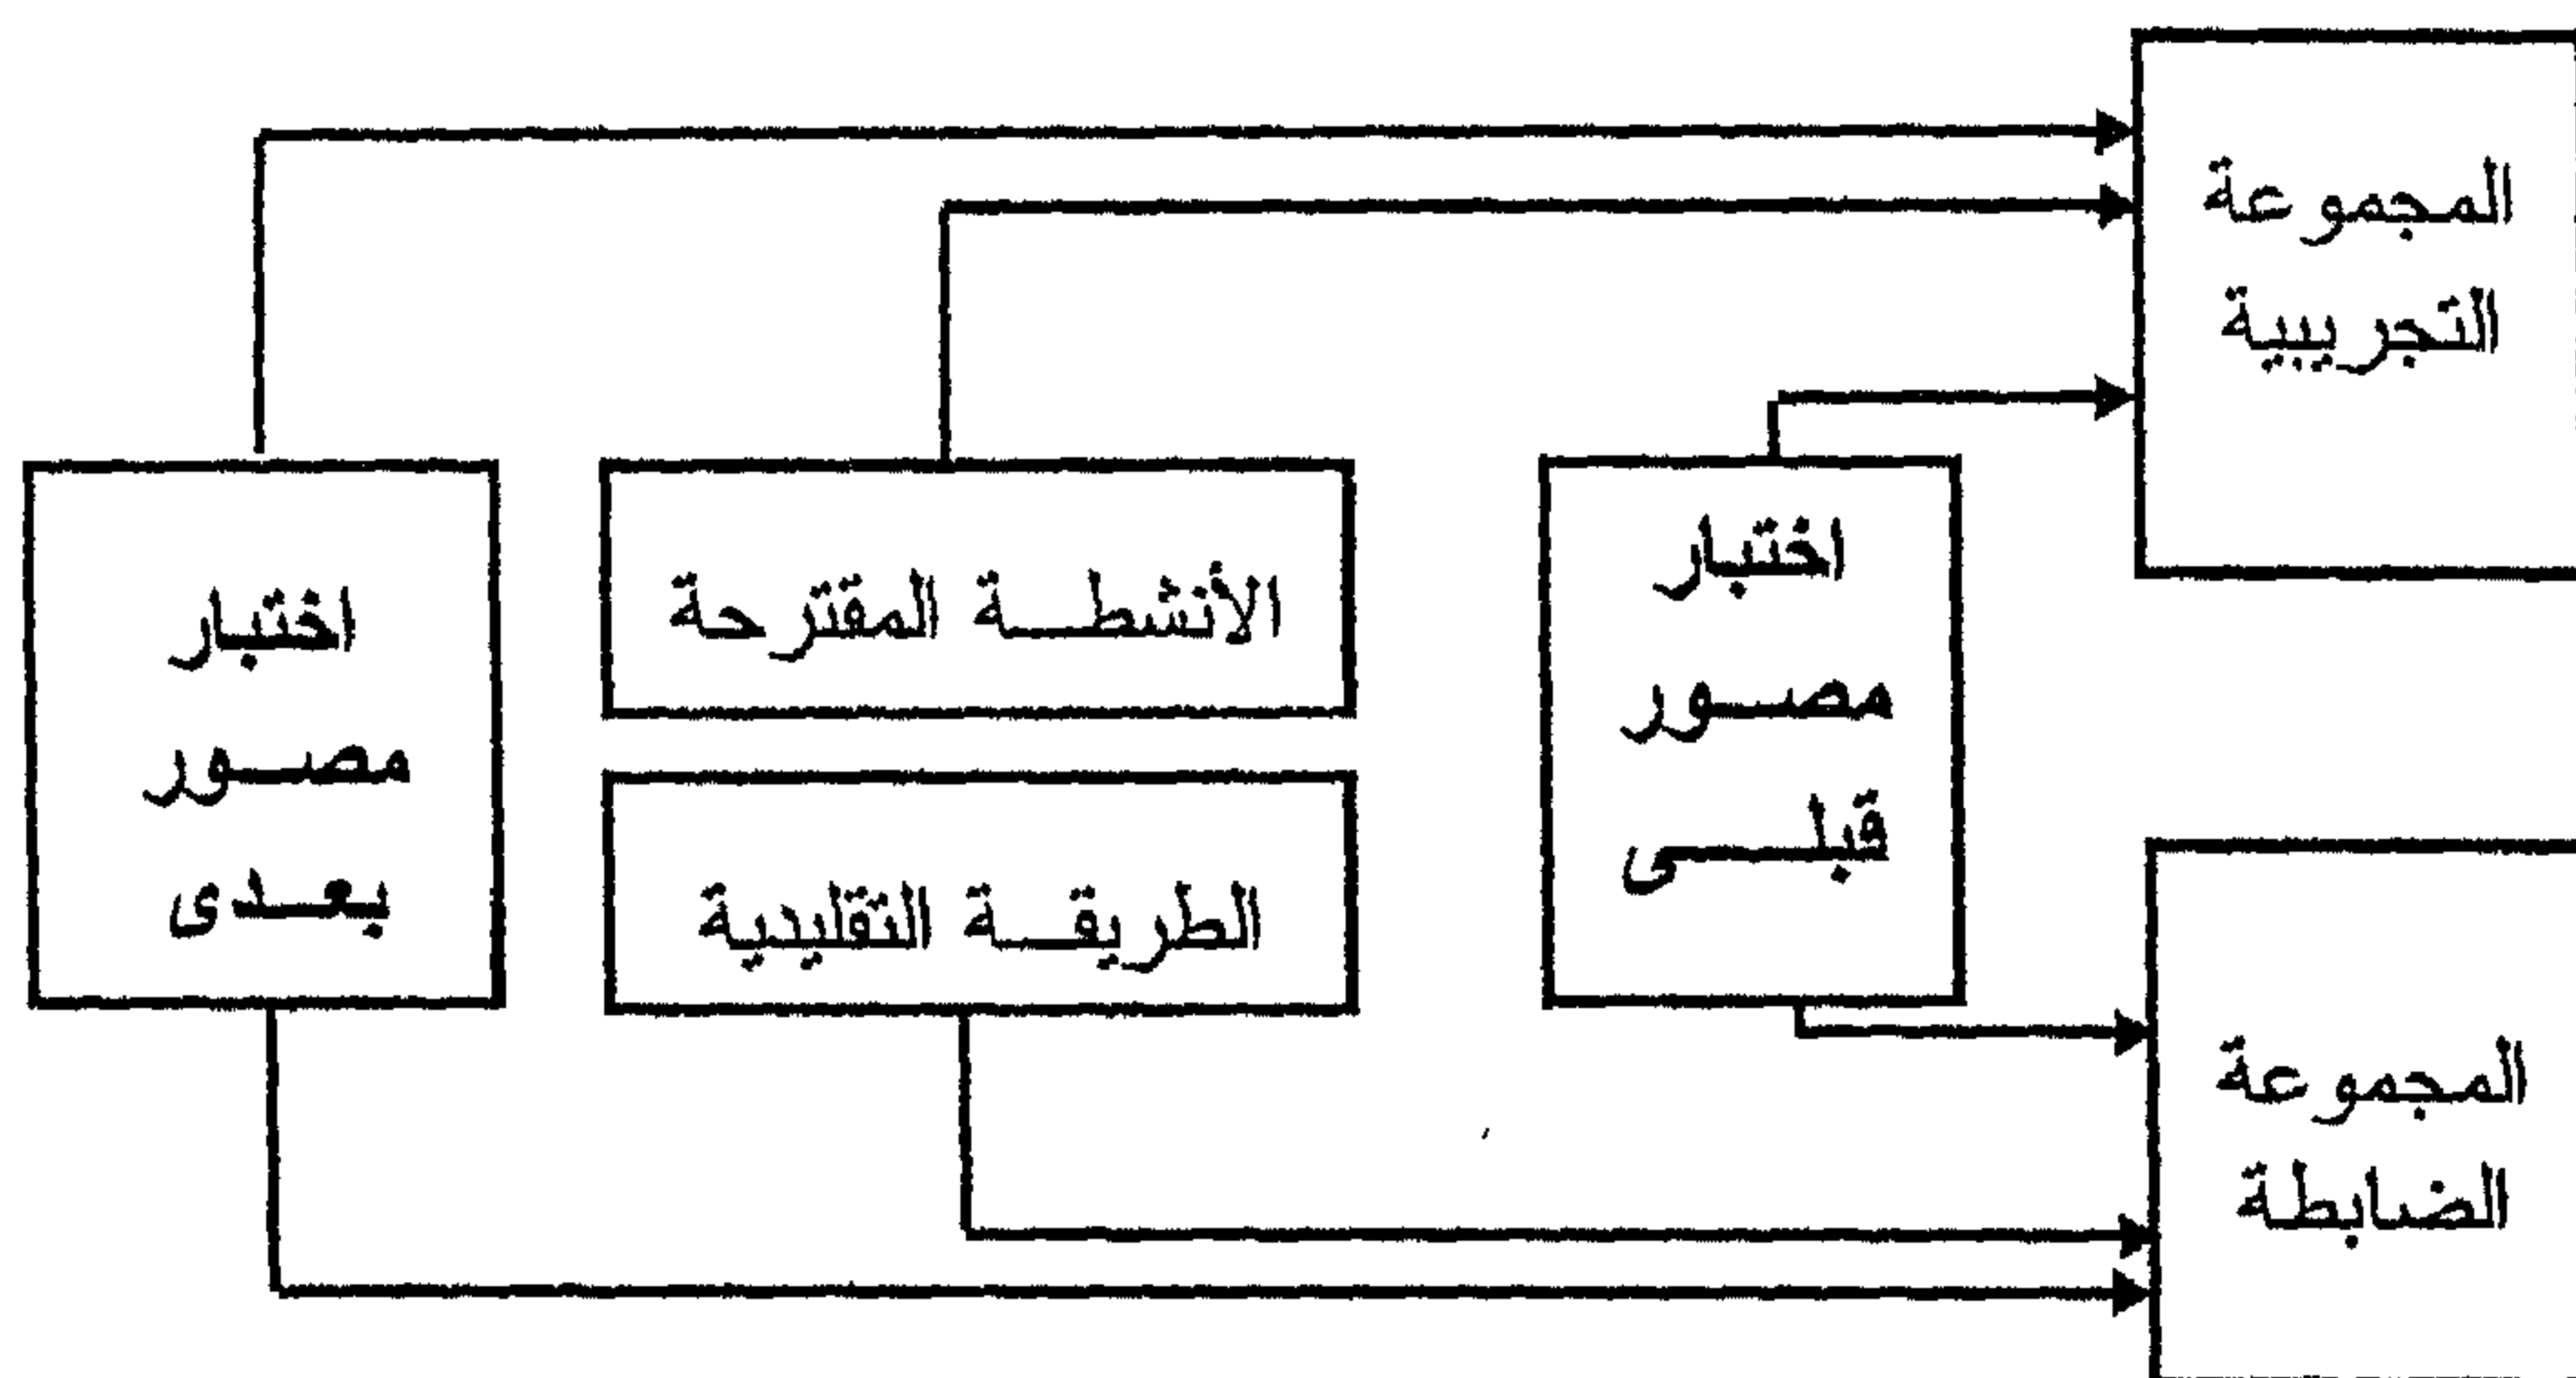 المجموعة
التجريبية
اختبار
مصور
قبلى
الأنشطة المقترحة
اختبار
مصور
بعدى
الطريقة التقليدية
المجموعة
الضابطة